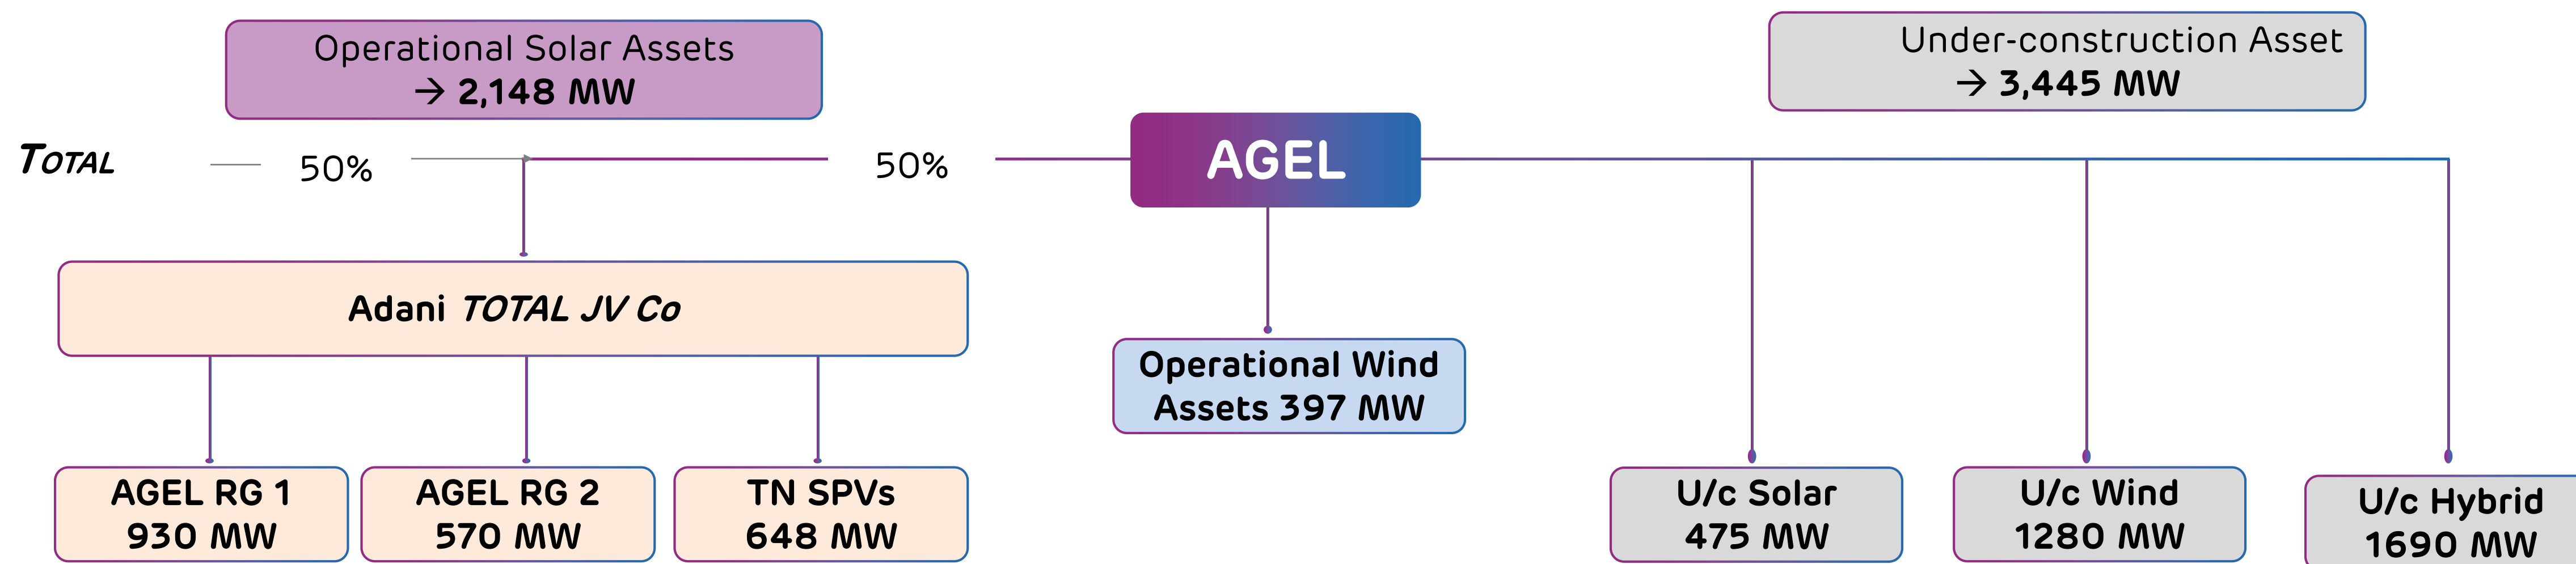 Operational Solar Assets
→ 2,148 MW
Under-construction Asset
→ 3,445 MW
TOTAL
50%
50%
AGEL
Adani TOTAL JV Co
Operational Wind
Assets 397 MW
AGEL RG 1
930 MW
AGEL RG 2
570 MW
TN SPVs
648 MW
U/c Solar
475 MW
U/c Wind
1280 MW
U/c Hybrid
1690 MW